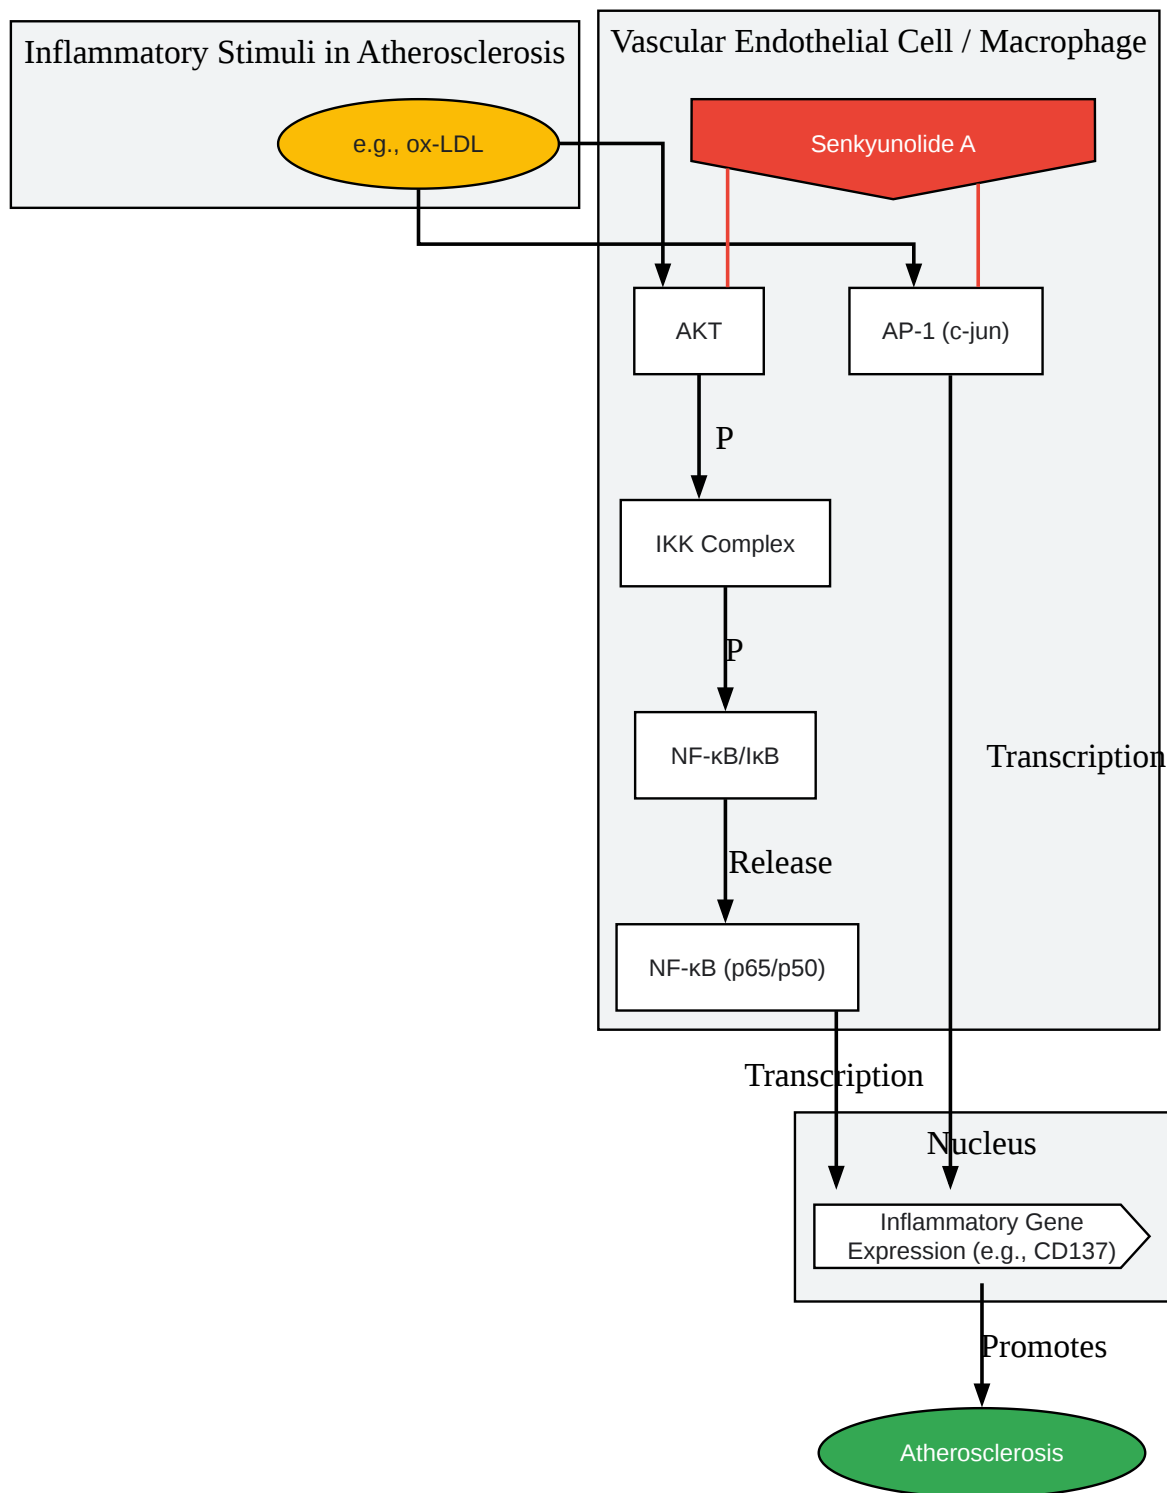 Inflammatory Stimuli in Atherosclerosis
Vascular Endothelial Cell / Macrophage
e.g., ox-LDL
Senkyunolide A
AKT
AP-1 (c-jun)
P
IKK Complex
P
NF-κB/IκB
Transcription
Release
NF-κB (p65/p50)
Transcription
Nucleus
Inflammatory Gene
Expression (e.g., CD137)
Promotes
Atherosclerosis